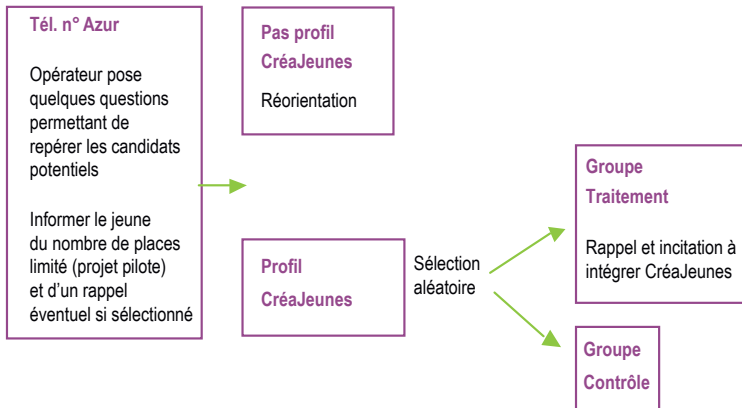 Tél. n° Azur
Opérateur pose
quelques questions
permettant de
repérer les candidats
potentiels
Informer le jeune
du nombre de places
limité (projet pilote)
et d'un rappel
éventuel si sélectionné
Pas profil
CréaJeunes
Réorientation
Profil
CréaJeunes
Sélection
aléatoire
Groupe
Traitement
Rappel et incitation à
intégrer CréaJeunes
Groupe
Contrôle